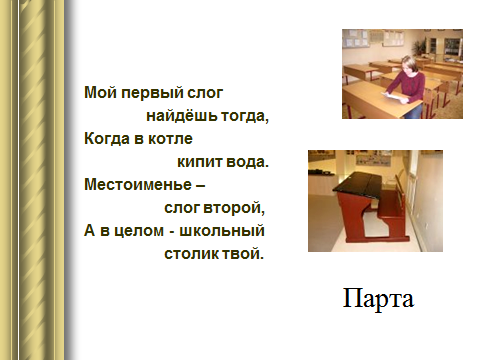 Мой первый слог
найдёшь тогда,
Когда в котле
кипит вода.
Местоименье –
слог второй,
А в целом - школьный
столик твой.
Парта